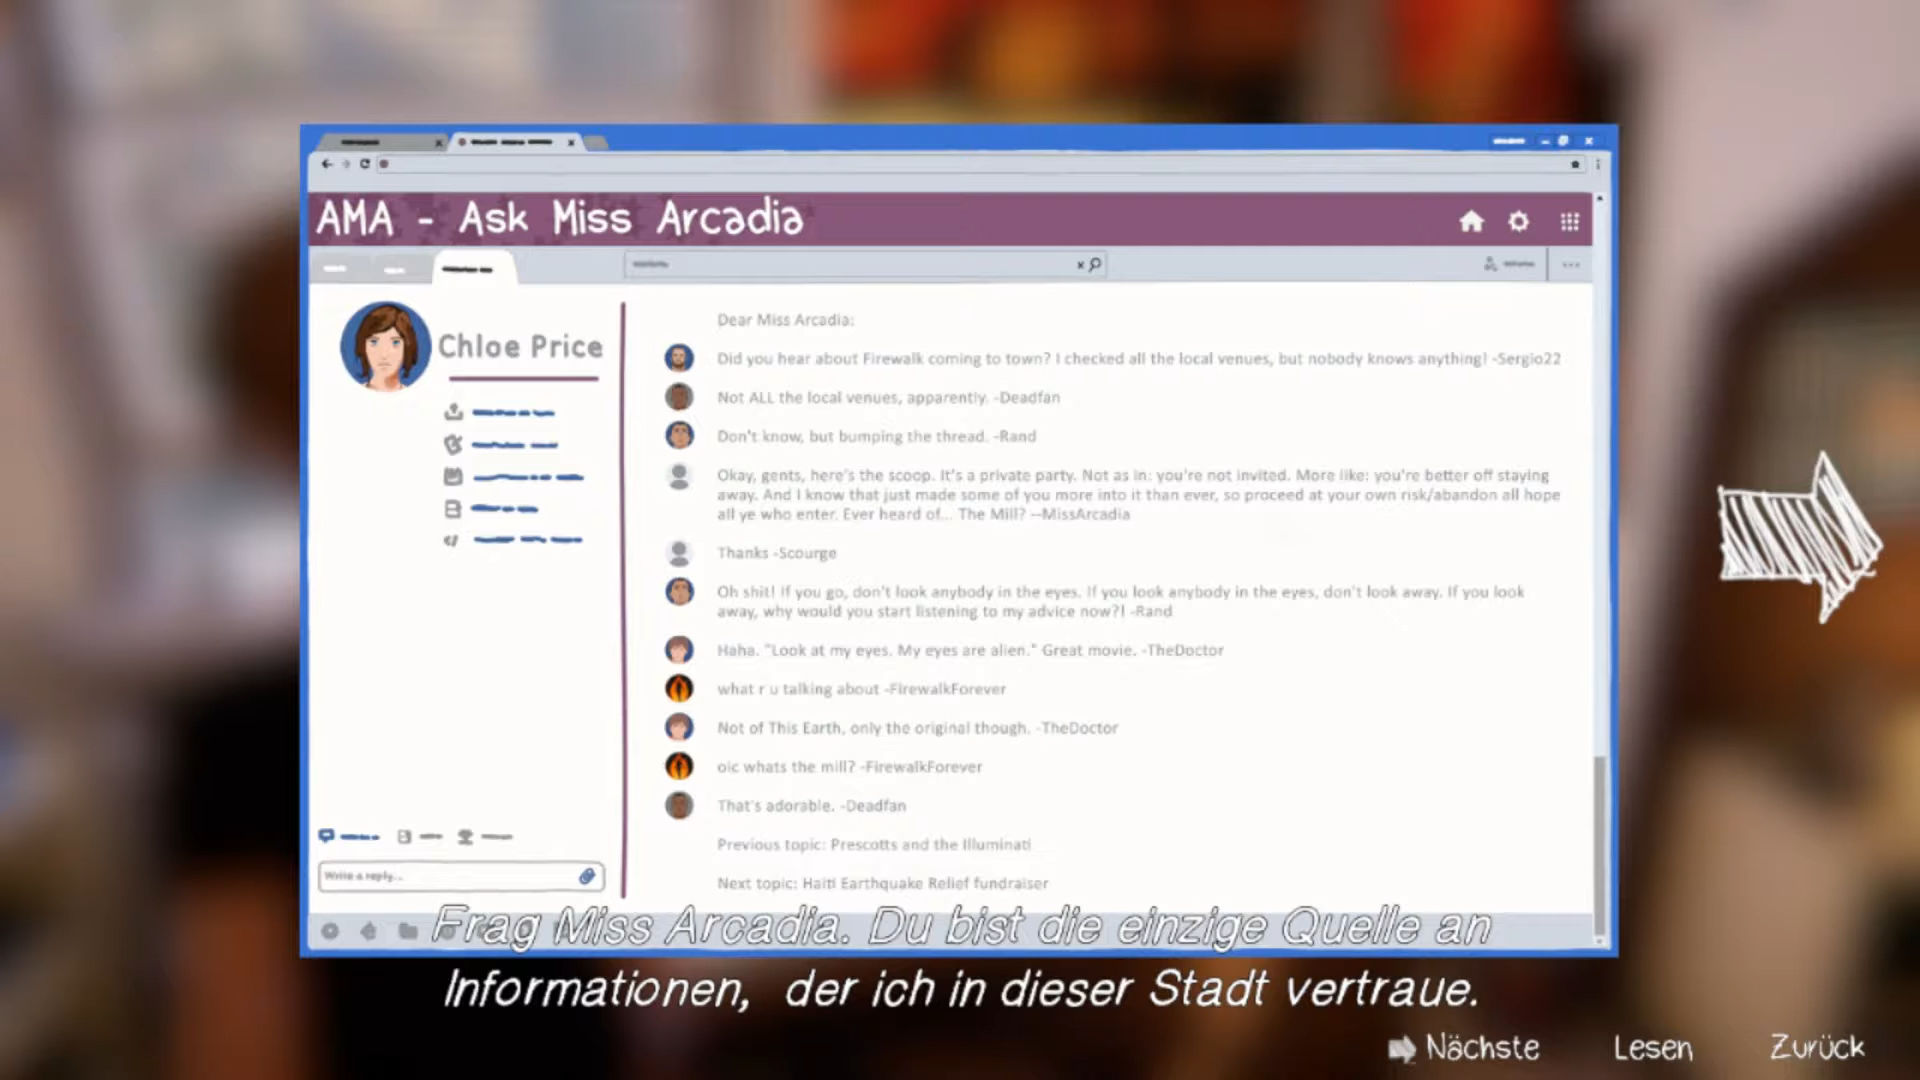 AMA - Ask Miss Arcadia
Chloe Price
Dear Miss Arcadia:
Did you hear about Firewalk coming to town? I checked all the local venues, but nobody knows anything! -Sergio22
Not ALL the local venues, apparently. -Deadfan
Don't know, but bumping the thread. -Rand
Okay, gents, here's the scoop. It's a private party. Not as in: you're not invited. More like: you're better off staying
away. And I know that just made some of you more into it than ever, so proceed at your own risk/abandon all hope
all ye who enter. Ever heard of... The Mill? --MissArcadia
Thanks -Scourge
Oh shit! If you go, don't look anybody in the eyes. If you look anybody in the eyes, don't look away. If you look
away, why would you start listening to my advice now?! -Rand
Haha. "Look at my eyes. My eyes are alien." Great movie. -TheDoctor
what r u talking about -FirewalkForever
Not of This Earth, only the original though. -TheDoctor
oic whats the mill? -FirewalkForever
That's adorable. -Deadfan
Previous topic: Prescotts and the Illuminati
Next topic: Haiti Earthquake Relief fundraiser
Write a reply...
Frag Miss Arcadia. Du bist die einzige Quelle an
Informationen, der ich in dieser Stadt vertraue.
Nächste
Lesen
Zurück